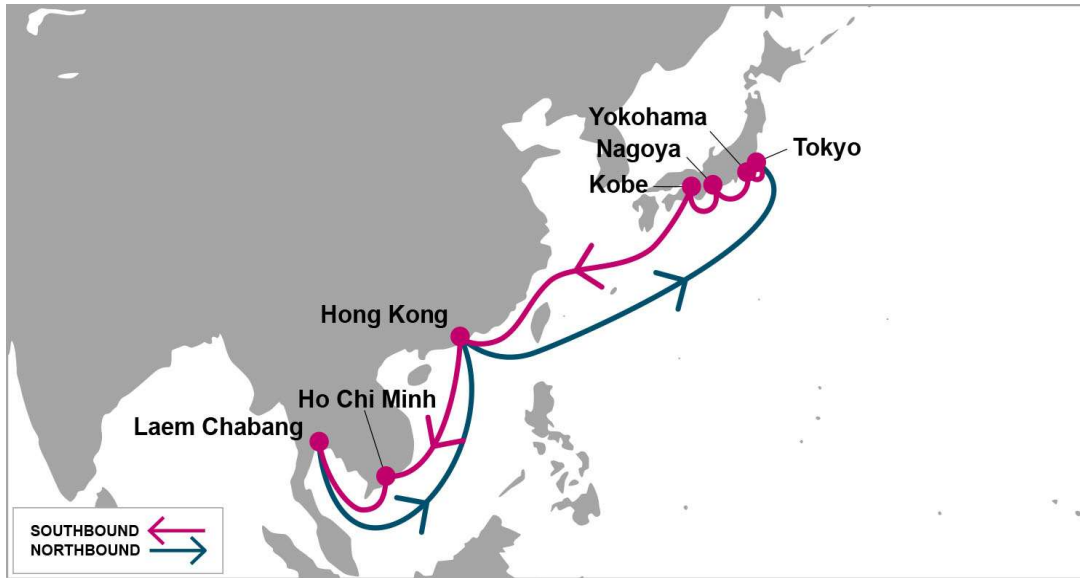 Yokohama
Nagoya
Tokyo
Kobe
Hong Kong
Ho Chi Minh
Laem Chabang
SOUTHBOUND
NORTHBOUND